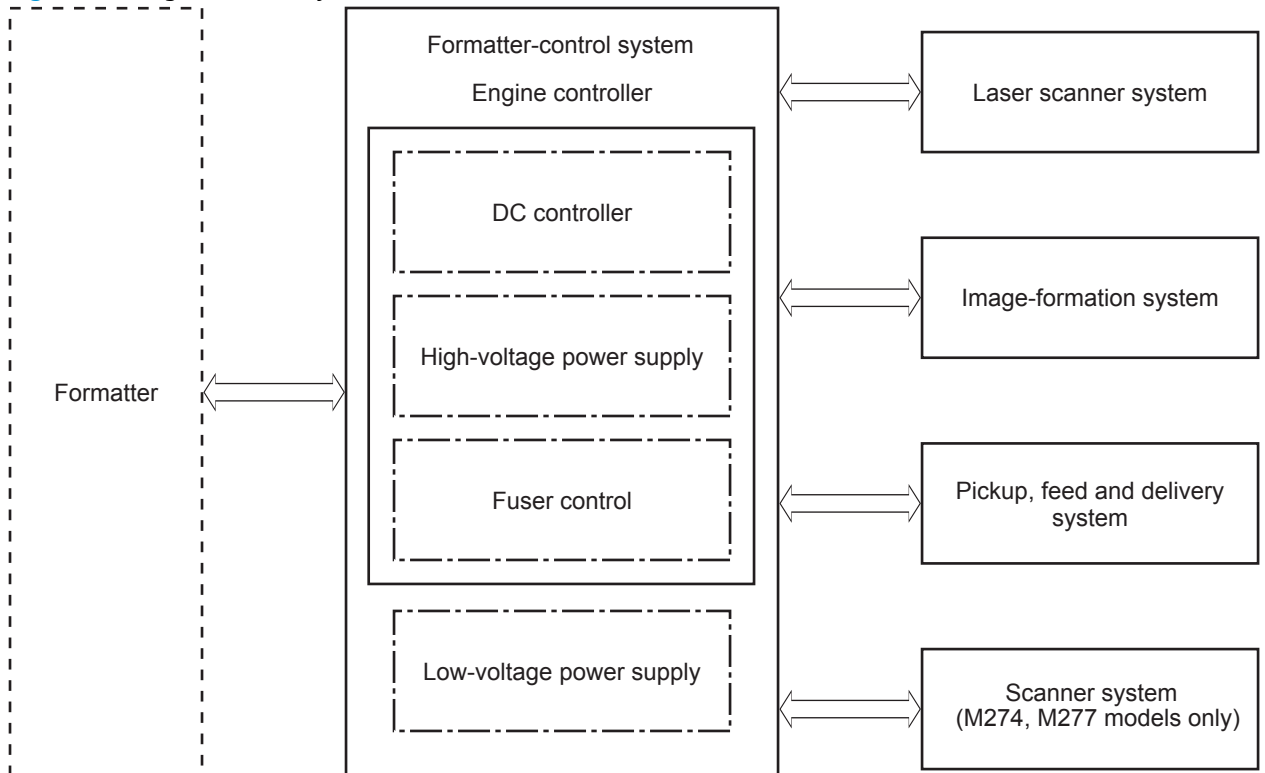 Formatter
Formatter-control system
Engine controller
DC controller
High-voltage power supply
Fuser control
Low-voltage power supply
Laser scanner system
Image-formation system
Pickup, feed and delivery
system
Scanner system
(M274, M277 models only)